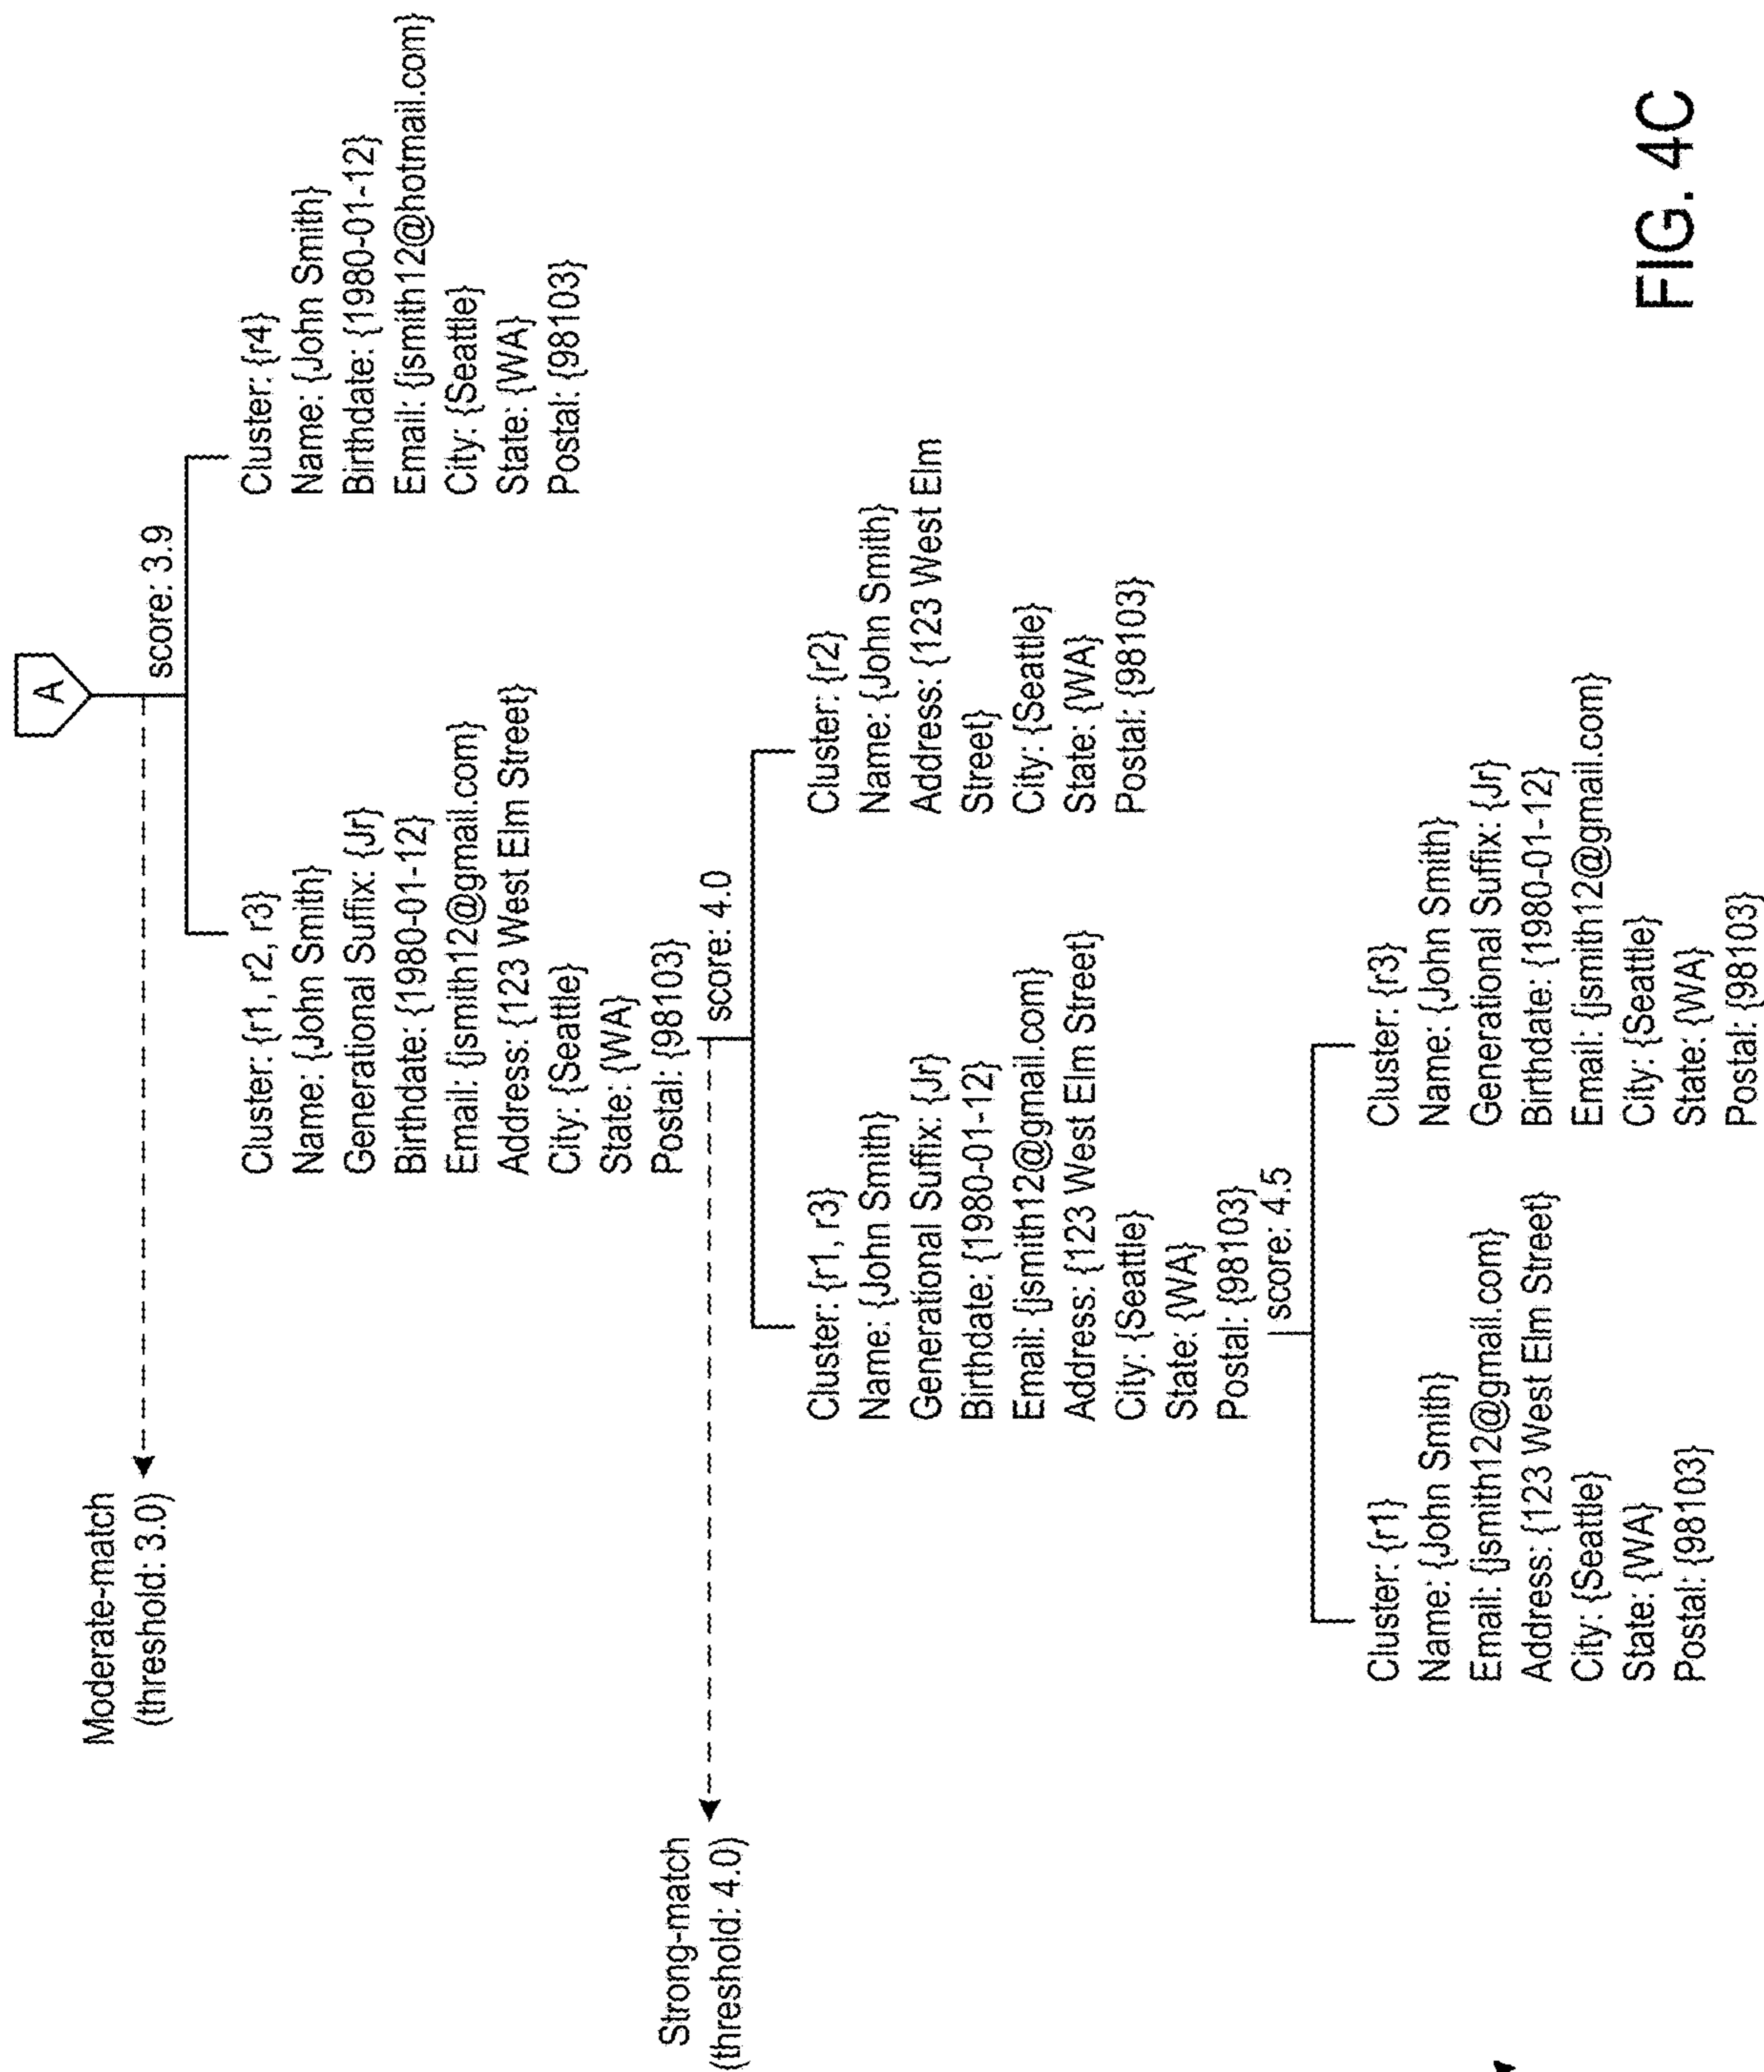 A
Moderate-match
(threshold: 3.0)
score: 3.9
Cluster: {r1, r2, r3}
Name: {John Smith}
Generational Suffix: {Jr}
Birthdate: {1980-01-12}
Email: {jsmith12@gmail.com}
Address: {123 West Elm Street}
City: {Seattle}
State: {WA}
Postal: {98103}
Cluster: {r4}
Name: {John Smith}
Birthdate: {1980-01-12}
Email: {jsmith12@hotmail.com}
City: {Seattle}
State: {WA}
Postal: {98103}
Strong-match
(threshold: 4.0)
score: 4.0
Cluster: {r1, r3}
Name: {John Smith}
Generational Suffix: {Jr}
Birthdate: {1980-01-12}
Email: {jsmith12@gmail.com}
Address: {123 West Elm Street}
City: {Seattle}
State: {WA}
Postal: {98103}
Cluster: {r2}
Name: {John Smith}
Address: {123 West Elm
Street}
City: {Seattle}
State: {WA}
Postal: {98103}
score: 4.5
Cluster: {r1}
Name: {John Smith}
Email: {jsmith12@gmail.com}
Address: {123 West Elm Street}
City: {Seattle}
State: {WA}
Postal: {98103}
Cluster: {r3}
Name: {John Smith}
Generational Suffix: {Jr}
Birthdate: {1980-01-12}
Email: {jsmith12@gmail.com}
City: {Seattle}
State: {WA}
Postal: {98103}
FIG. 4C